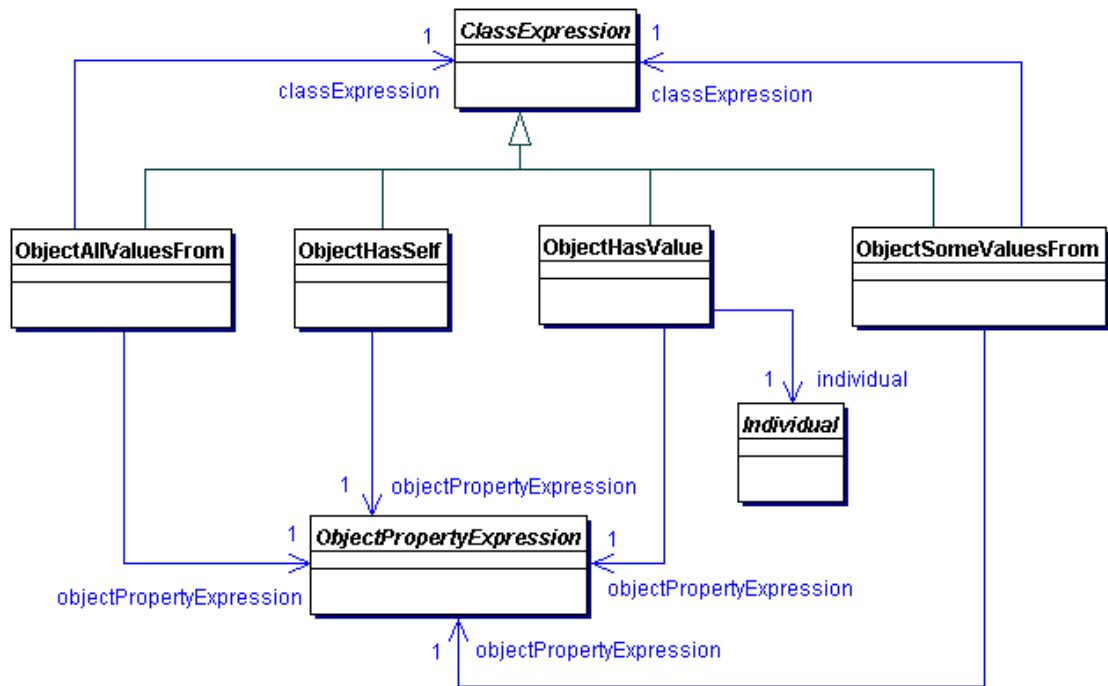 ClassExpression
1
1
classExpression
classExpression
ObjectAllValuesFrom
ObjectHasSelf
ObjectHasValue
ObjectSomeValuesFrom
1
individual
Individual
1
objectPropertyExpression
ObjectPropertyExpression
1
1
objectPropertyExpression
objectPropertyExpression
1
objectPropertyExpression